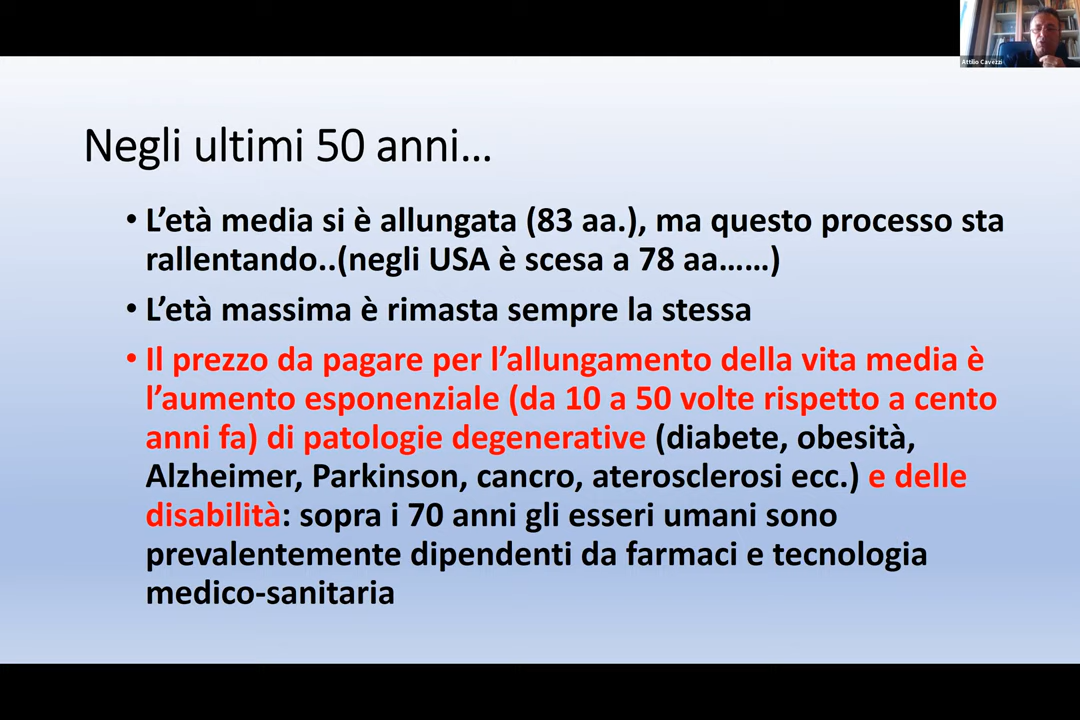 Attilio Cavezzi
Negli ultimi 50 anni…
• L’età media si è allungata (83 aa.), ma questo processo sta
rallentando..(negli USA è scesa a 78 aa……)
• L’età massima è rimasta sempre la stessa
• Il prezzo da pagare per l’allungamento della vita media è
l’aumento esponenziale (da 10 a 50 volte rispetto a cento
anni fa) di patologie degenerative (diabete, obesità,
Alzheimer, Parkinson, cancro, aterosclerosi ecc.) e delle
disabilità: sopra i 70 anni gli esseri umani sono
prevalentemente dipendenti da farmaci e tecnologia
medico-sanitaria